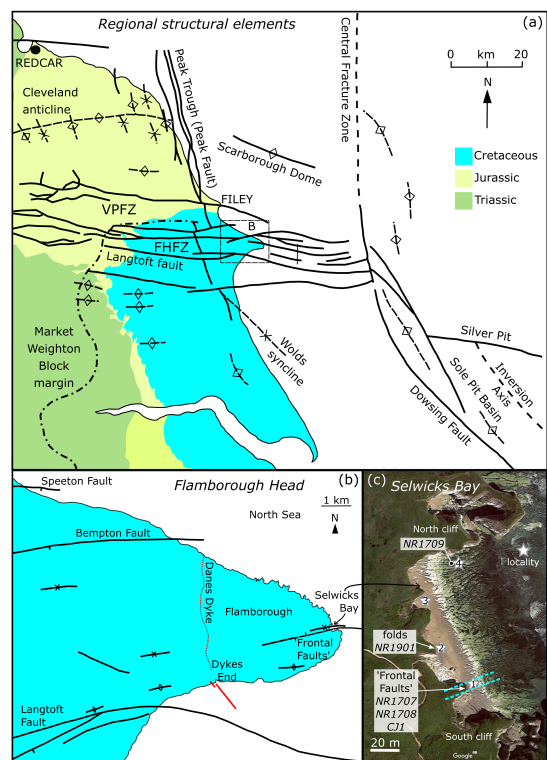 Regional structural elements
(a)
REDCAR
Cleveland
anticline
Peak Trough (Peak Fault)
Central Fracture Zone
0 km 20
N
Scarborough Dome
Cretaceous
Jurassic
Triassic
FILEY
VPFZ
B
FHFZ
Langtoft fault
Market
Weighton
Block
margin
Wolds
syncline
Silver Pit
Sole Pit Basin
Inversion
Axis
Dowsing Fault
Flamborough Head
(b)
Speeton Fault
1 km
N
North Sea
Bempton Fault
Danes Dyke
Flamborough
Selwicks
Bay
'Frontal
Faults'
Dykes
End
Langtoft
Fault
(c)
Selwicks Bay
North cliff
NR1709
4
locality
3
folds
NR1901
2
'Frontal
Faults'
NR1707
NR1708
CJ1
1
South cliff
20 m
Google